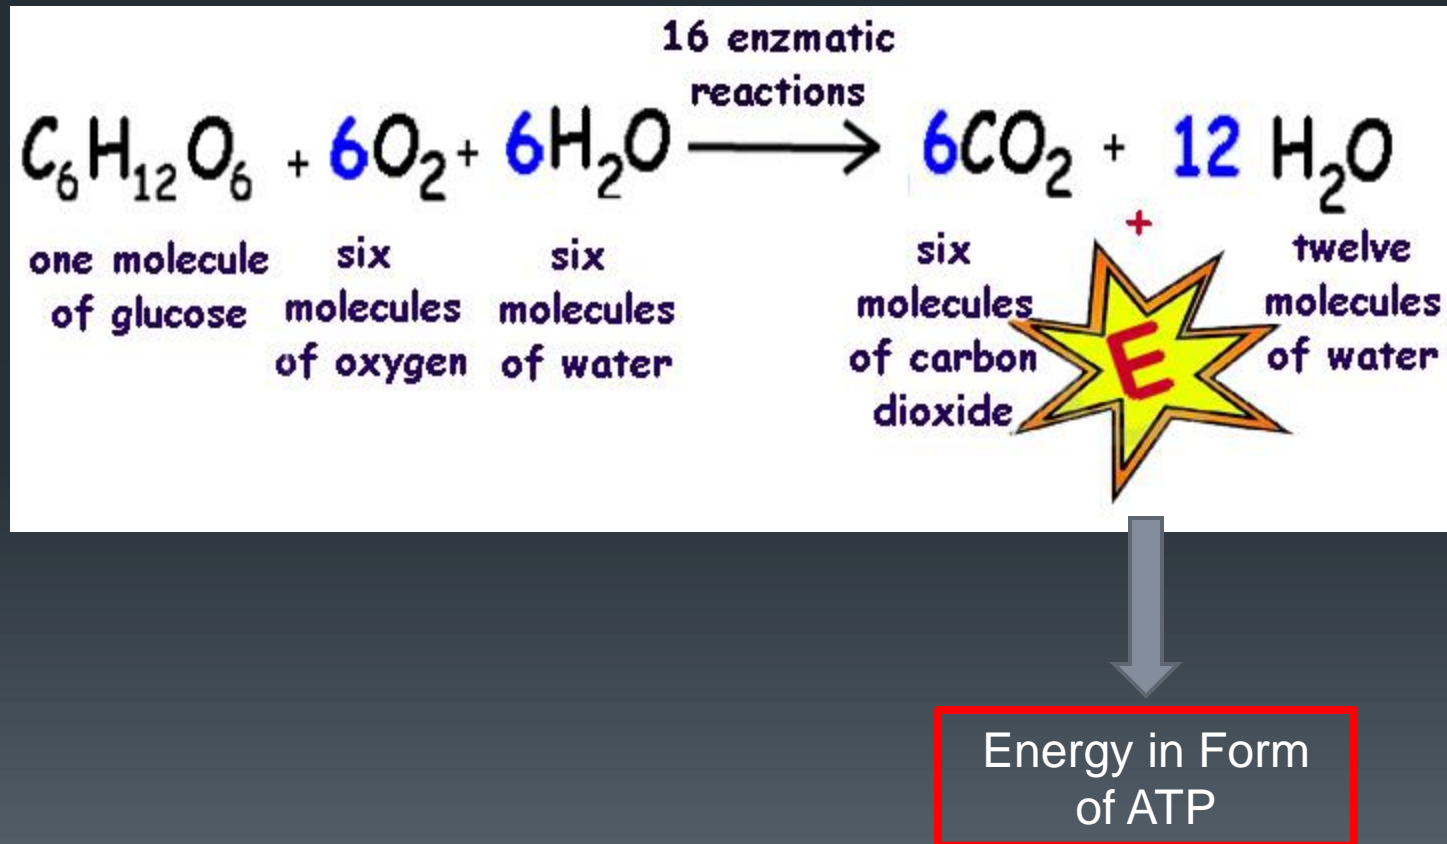 16 enzmatic
reactions
C₆H₁₂O₆ + 6O₂ + 6H₂O → 6CO₂ + 12 H₂O
+
one molecule
of glucose
six
molecules
of oxygen
six
molecules
of water
six
molecules
of carbon
dioxide
E
twelve
molecules
of water
Energy in Form
of ATP